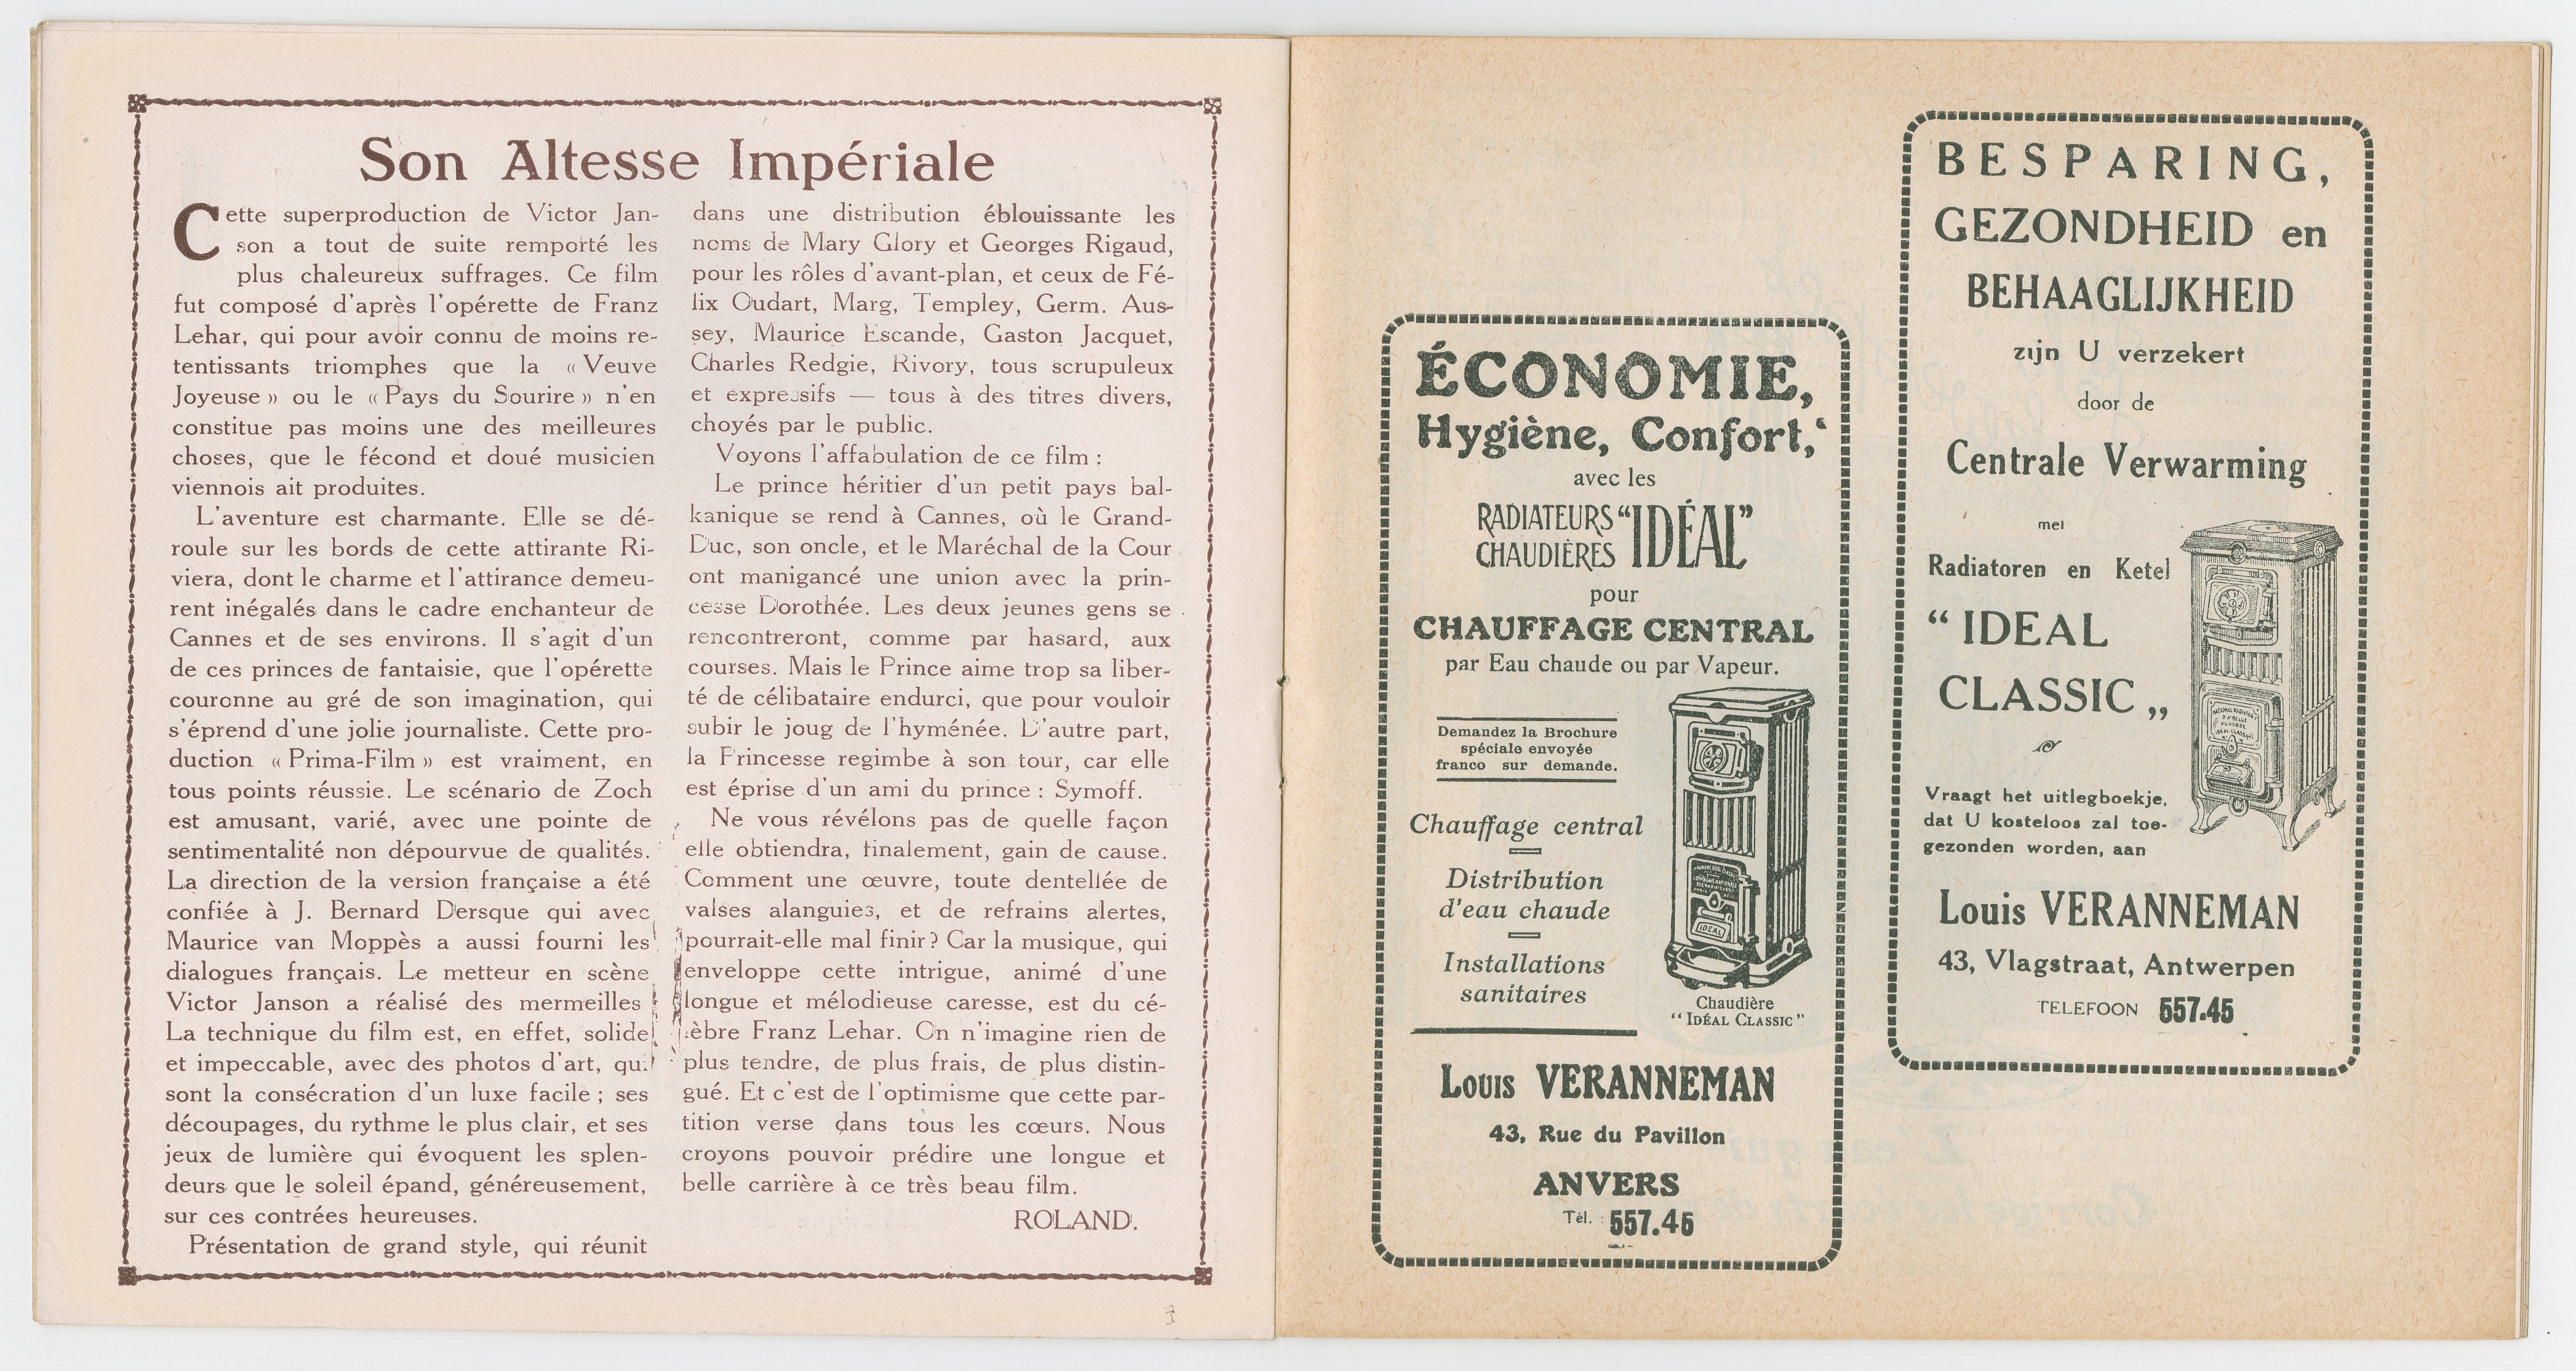 Son Altesse Impériale
Cette superproduction de Victor Jan-
son a tout de suite remporté les
plus chaleureux suffrages. Ce film
fut composé d'après l'opérette de Franz
Lehar, qui pour avoir connu de moins re-
tentissants triomphes que la « Veuve
Joyeuse » ou le « Pays du Sourire » n'en
constitue pas moins une des meilleures
choses, que le fécond et doué musicien
viennois ait produites.
L'aventure est charmante. Elle se dé-
roule sur les bords de cette attirante Ri-
viera, dont le charme et l'attirance demeu-
rent inégalés dans le cadre enchanteur de
Cannes et de ses environs. Il s'agit d'un
de ces princes de fantaisie, que l'opérette
couronne au gré de son imagination, qui
s'éprend d'une jolie journaliste. Cette pro-
duction « Prima-Film » est vraiment, en
tous points réussie. Le scénario de Zoch
est amusant, varié, avec une pointe de
sentimentalité non dépourvue de qualités.
La direction de la version française a été
confiée à J. Bernard Dersque qui avec
Maurice van Moppès a aussi fourni les
dialogues français. Le metteur en scène
Victor Janson a réalisé des mermeilles
La technique du film est, en effet, solide
et impeccable, avec des photos d'art, qui
sont la consécration d'un luxe facile ; ses
découpages, du rythme le plus clair, et ses
jeux de lumière qui évoquent les splen-
deurs que le soleil épand, généreusement,
sur ces contrées heureuses.
Présentation de grand style, qui réunit
dans une distribution éblouissante les
noms de Mary Glory et Georges Rigaud,
pour les rôles d'avant-plan, et ceux de Fé-
lix Oudart, Marg, Templey, Germ. Aus-
sey, Maurice Escande, Gaston Jacquet,
Charles Redgie, Rivory, tous scrupuleux
et expressifs — tous à des titres divers,
choyés par le public.
Voyons l'affabulation de ce film :
Le prince héritier d'un petit pays bal-
kanique se rend à Cannes, où le Grand-
Duc, son oncle, et le Maréchal de la Cour
ont manigancé une union avec la prin-
cesse Dorothée. Les deux jeunes gens se
rencontreront, comme par hasard, aux
courses. Mais le Prince aime trop sa liber-
té de célibataire endurci, que pour vouloir
subir le joug de l'hyménée. D'autre part,
la Princesse regimbe à son tour, car elle
est éprise d'un ami du prince : Symoff.
Ne vous révélons pas de quelle façon
elle obtiendra, finalement, gain de cause.
Comment une œuvre, toute dentellée de
valses alanguies, et de refrains alertes,
pourrait-elle mal finir ? Car la musique, qui
enveloppe cette intrigue, animé d'une
longue et mélodieuse caresse, est du cé-
lèbre Franz Lehar. On n'imagine rien de
plus tendre, de plus frais, de plus distin-
gué. Et c'est de l'optimisme que cette par-
tition verse dans tous les cœurs. Nous
croyons pouvoir prédire une longue et
belle carrière à ce très beau film.
ROLAND.
ÉCONOMIE,
Hygiène, Confort,
avec les
RADIATEURS
CHAUDIÈRES
"IDÉAL"
pour
CHAUFFAGE CENTRAL
par Eau chaude ou par Vapeur.
Demandez la Brochure
spéciale envoyée
franco sur demande.
Chauffage central
Distribution
d'eau chaude
Installations
sanitaires
IDEAL
Chaudière
"IDÉAL CLASSIC"
Louis VERANNEMAN
43, Rue du Pavillon
ANVERS
Tél. : 557.45
BESPARING,
GEZONDHEID en
BEHAAGLIJKHEID
zijn U verzekert
door de
Centrale Verwarming
met
Radiatoren en Ketel
"IDEAL
CLASSIC „
Vraagt het uitlegboekje,
dat U kosteloos zal toe-
gezonden worden, aan
Louis VERANNEMAN
43, Vlagstraat, Antwerpen
TELEFOON 557.45